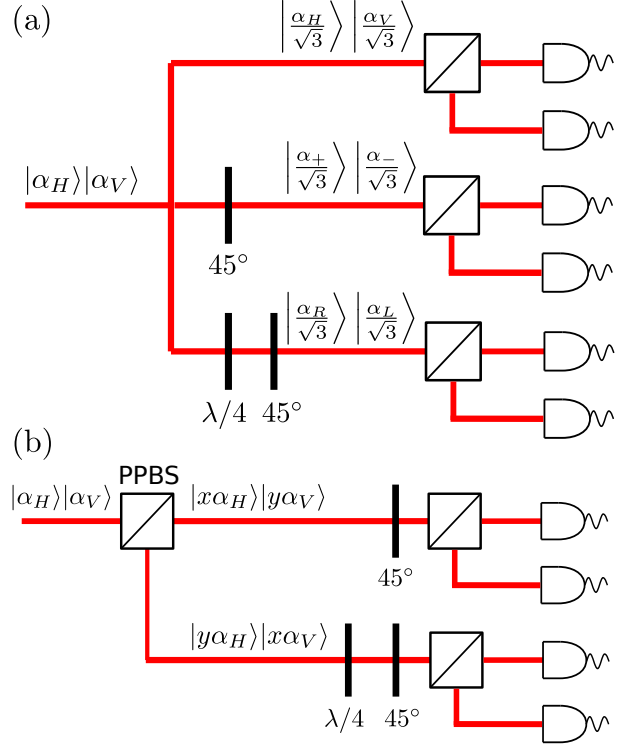 (a)
|α_H/√3⟩ |α_V/√3⟩
|α_H⟩|α_V⟩
|α_+/√3⟩ |α_-/√3⟩
45°
|α_R/√3⟩ |α_L/√3⟩
λ/4 45°
(b)
PPBS
|α_H⟩|α_V⟩ |xα_H⟩|yα_V⟩
45°
|yα_H⟩|xα_V⟩
λ/4 45°